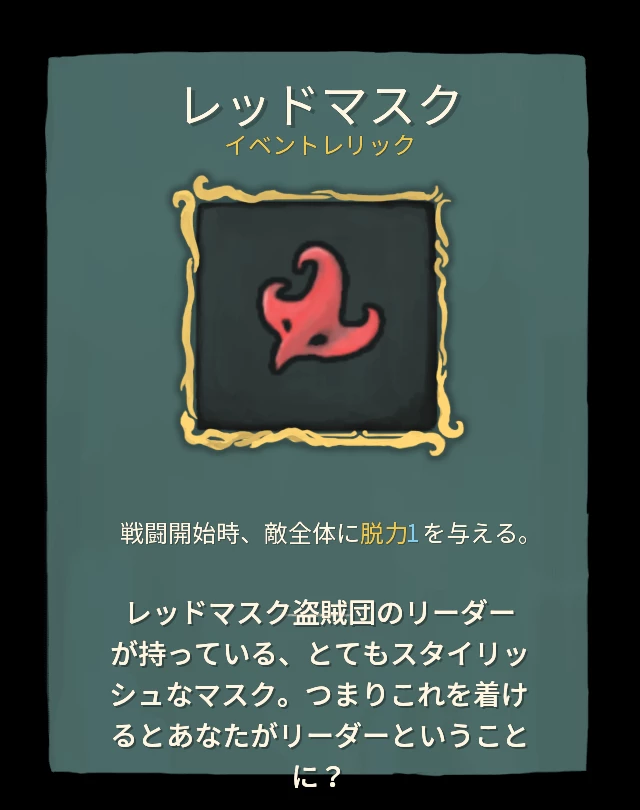 レッドマスク
イベントレリック
戦闘開始時、敵全体に脱力1を与える。
レッドマスク盗賊団のリーダー
が持っている、とてもスタイリッ
シュなマスク。つまりこれを着け
るとあなたがリーダーということ
に？